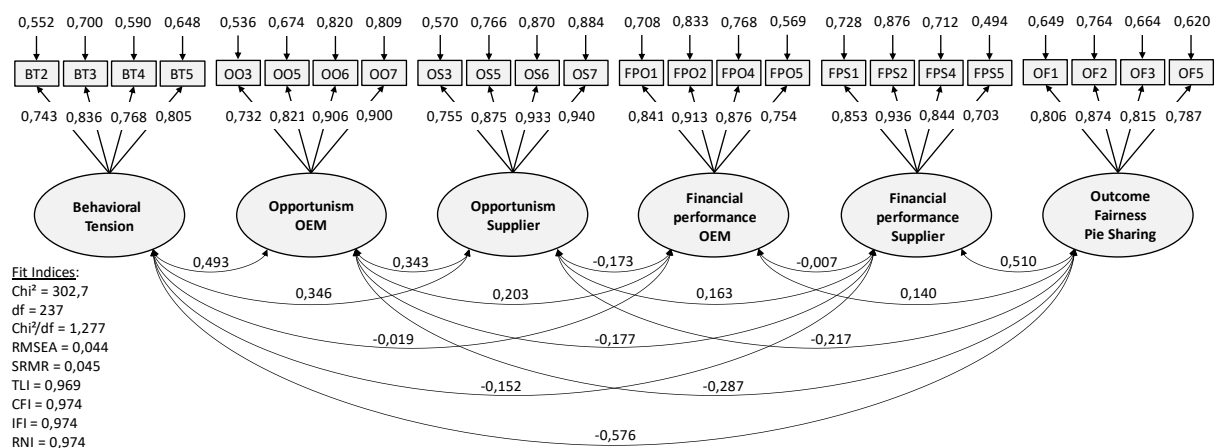 0,552 0,700 0,590 0,648 0,536 0,674 0,820 0,809 0,570 0,766 0,870 0,884 0,708 0,833 0,768 0,569 0,728 0,876 0,712 0,494 0,649 0,764 0,664 0,620
BT2 BT3 BT4 BT5 OO3 OO5 OO6 OO7 OS3 OS5 OS6 OS7 FPO1 FPO2 FPO4 FPO5 FPS1 FPS2 FPS4 FPS5 OF1 OF2 OF3 OF5
0,743 0,836 0,768 0,805 0,732 0,821 0,906 0,900 0,755 0,875 0,933 0,940 0,841 0,913 0,876 0,754 0,853 0,936 0,844 0,703 0,806 0,874 0,815 0,787
Behavioral
Tension
Opportunism
OEM
Opportunism
Supplier
Financial
performance
OEM
Financial
performance
Supplier
Outcome
Fairness
Pie Sharing
0,493 0,343 -0,173 -0,007 0,510
0,346 0,203 0,163 0,140
-0,019 -0,177 -0,217
-0,152 -0,287
-0,576
Fit Indices:
Chi² = 302,7
df = 237
Chi²/df = 1,277
RMSEA = 0,044
SRMR = 0,045
TLI = 0,969
CFI = 0,974
IFI = 0,974
RNI = 0,974